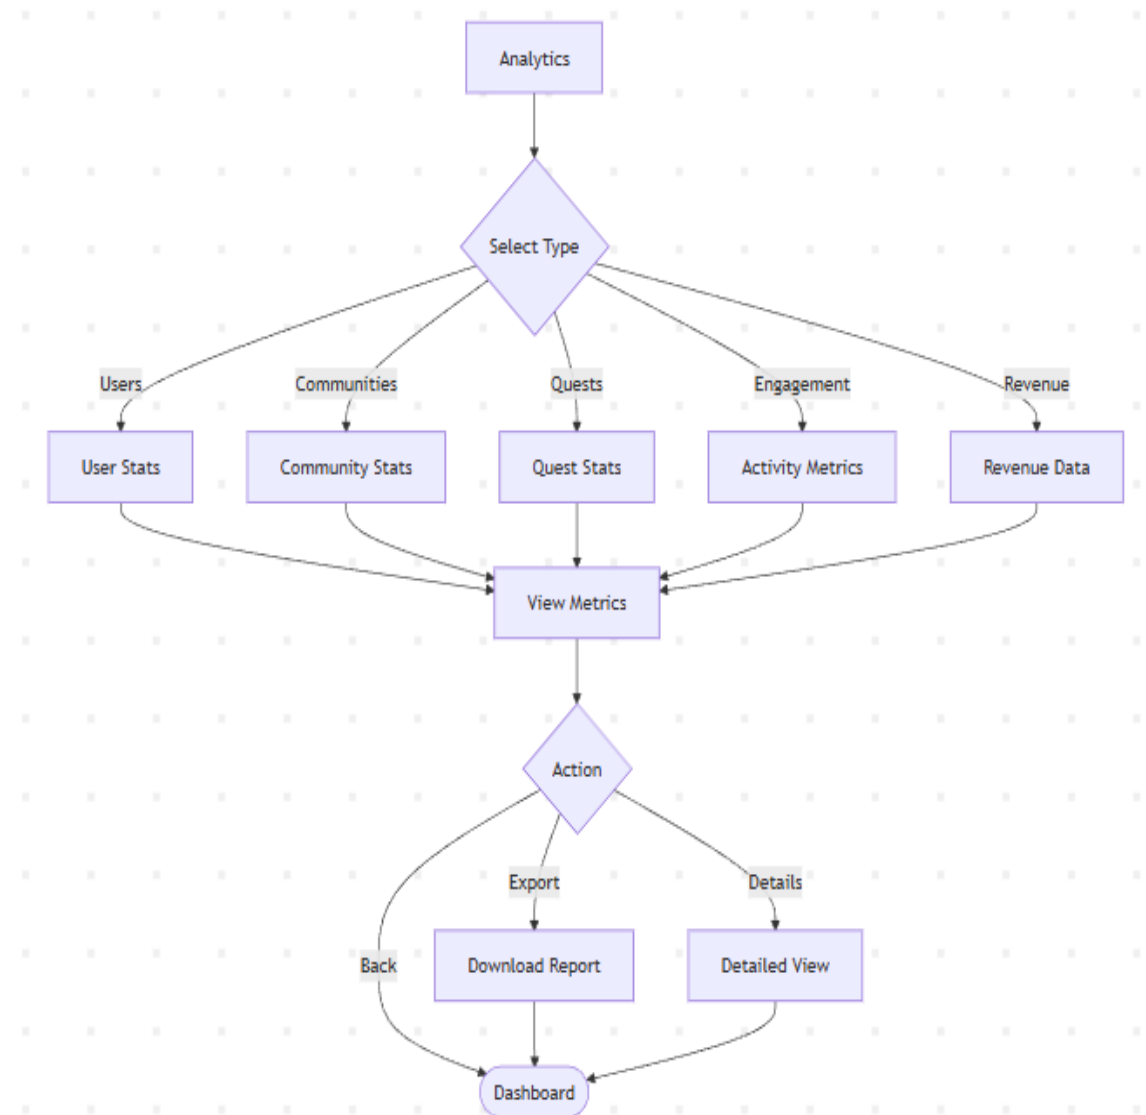 Analytics
Select Type
Users
Communities
Quests
Engagement
Revenue
User Stats
Community Stats
Quest Stats
Activity Metrics
Revenue Data
View Metrics
Action
Export
Details
Back
Download Report
Detailed View
Dashboard